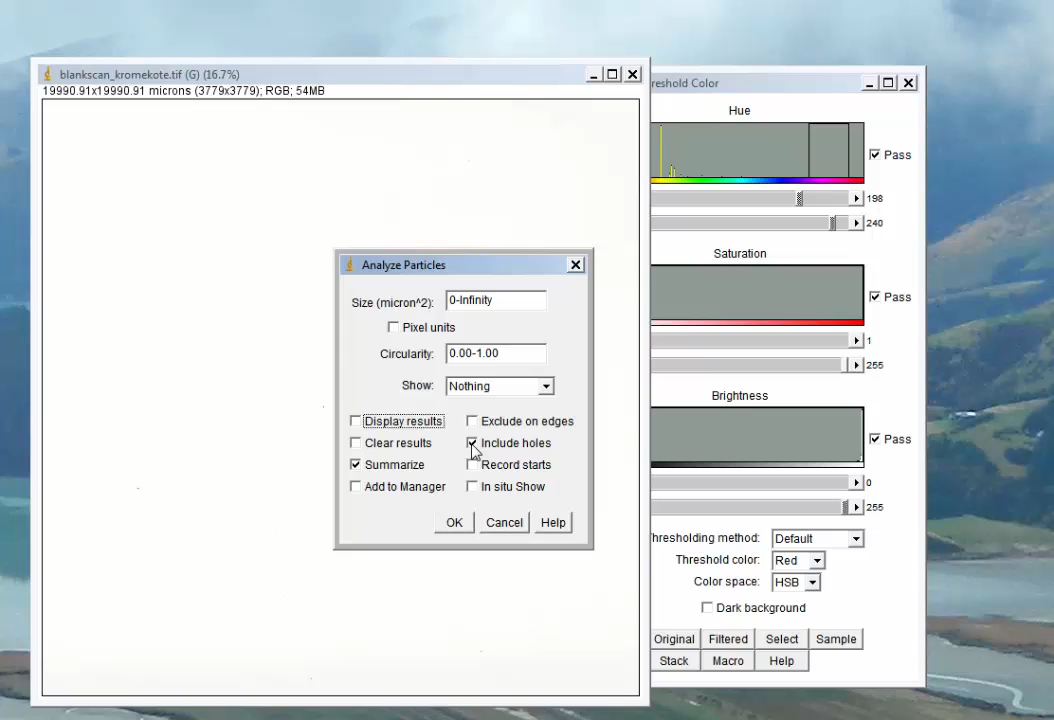 blankscan_kromekote.tif (G) (16.7%)
19990.91x19990.91 microns (3779x3779); RGB; 54MB
reshold Color
Hue
Pass
198
240
Saturation
Pass
1
255
Brightness
Pass
0
255
hresholding method: Default
Threshold color: Red
Color space: HSB
Dark background
Original Filtered Select Sample
Stack Macro Help
Analyze Particles
Size (micron^2): 0-Infinity
Pixel units
Circularity: 0.00-1.00
Show: Nothing
Display results Exclude on edges
Clear results Include holes
Summarize Record starts
Add to Manager In situ Show
OK Cancel Help